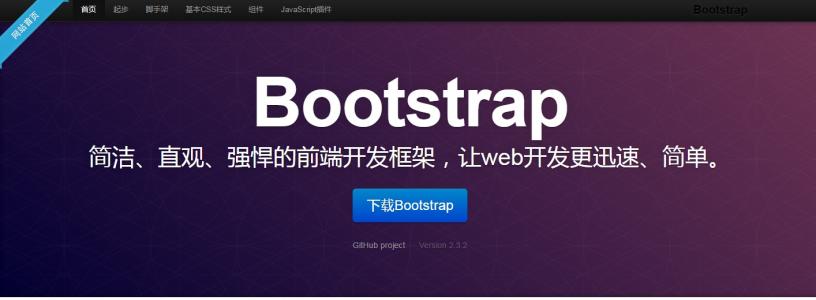 网站首页
首页 起步 脚手架 基本CSS样式 组件 JavaScript插件 Bootstrap
Bootstrap
简洁、直观、强悍的前端开发框架，让web开发更迅速、简单。
下载Bootstrap
GitHub project Version 2.3.2